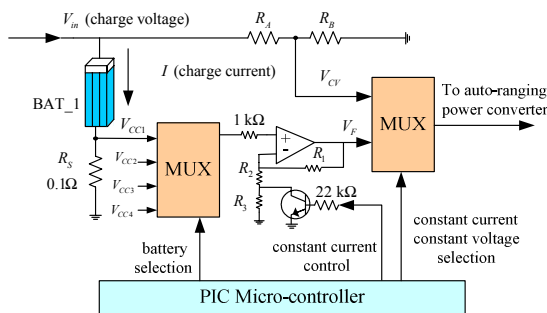 V_in (charge voltage)
R_A
R_B
I (charge current)
V_CV
BAT_1
To auto-ranging
power converter
V_CC1
1 kΩ
V_F
MUX
R_S
0.1Ω
V_CC2
MUX
+
-
R_1
R_2
V_CC3
R_3
22 kΩ
V_CC4
battery
selection
constant current
control
constant current
constant voltage
selection
PIC Micro-controller